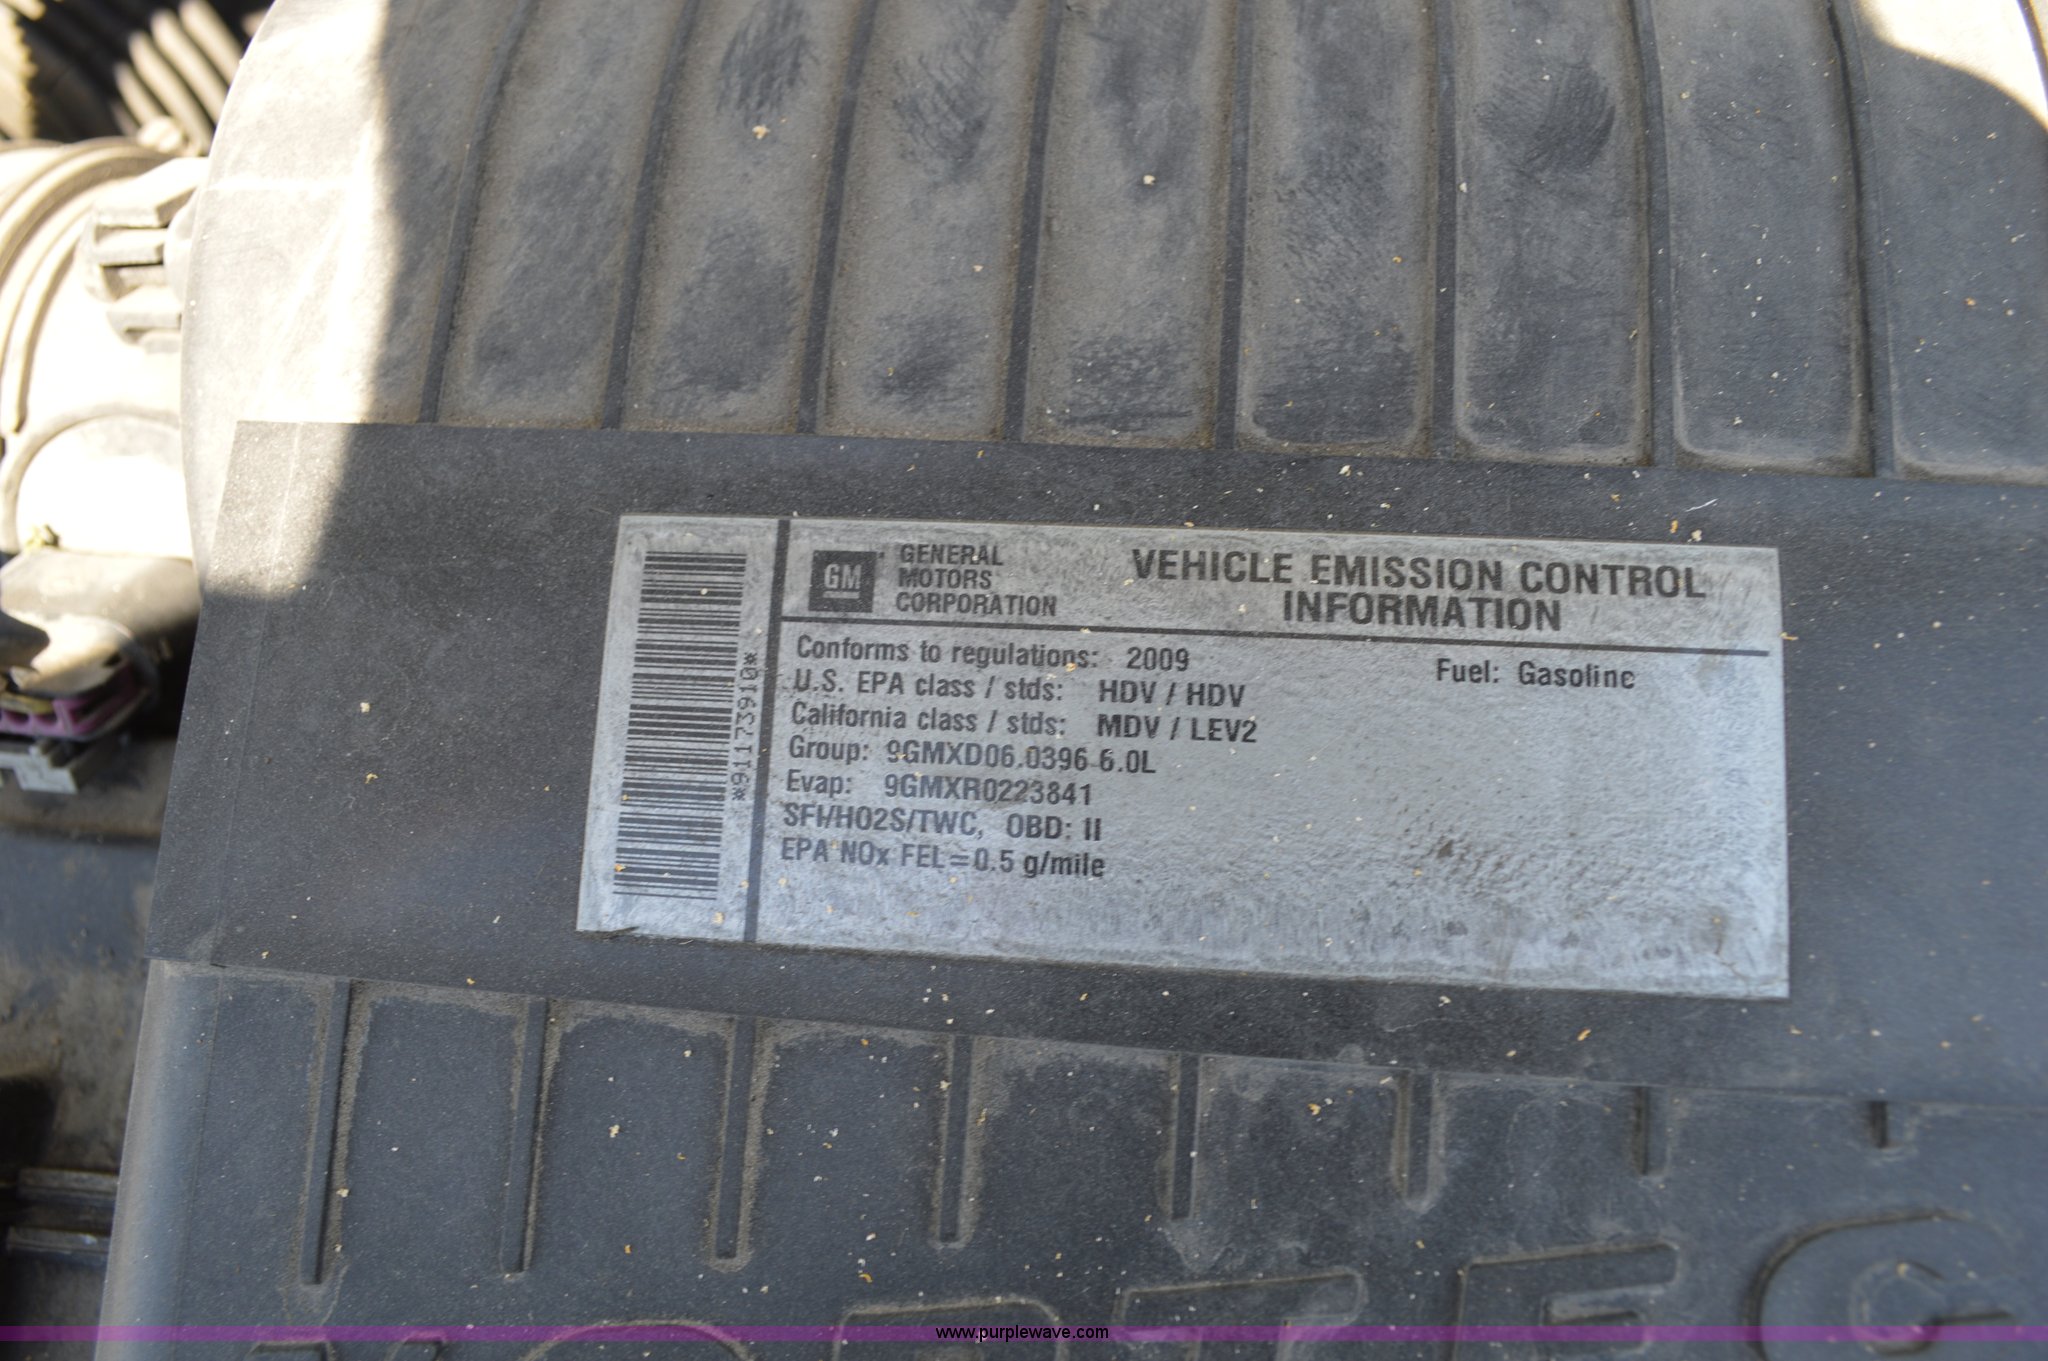 GM
GENERAL
MOTORS
CORPORATION
VEHICLE EMISSION CONTROL
INFORMATION
Conforms to regulations: 2009
Fuel: Gasoline
U.S. EPA class / stds: HDV / HDV
California class / stds: MDV / LEV2
Group: 9GMXD06.0396 6.0L
Evap: 9GMXR0223841
SFI/HO2S/TWC, OBD: II
EPA NOx FEL=0.5 g/mile
*91173910*
VORTEC
www.purplewave.com